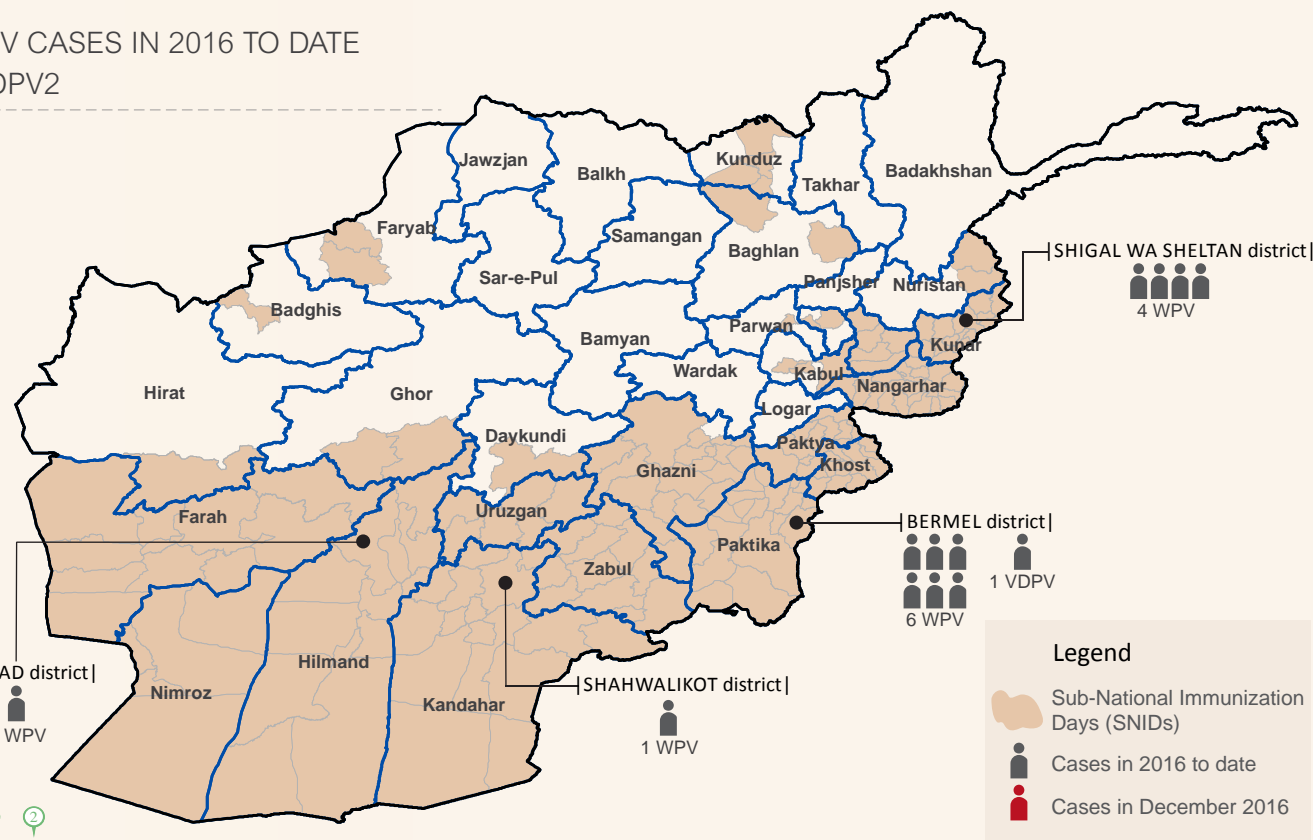 V CASES IN 2016 TO DATE
DPV2
Jawzjan
Balkh
Kunduz
Takhar
Badakhshan
Faryab
Samangan
Baghlan
Sar-e-Pul
Panjsher
Nuristan
SHIGAL WA SHELTAN district
4 WPV
Badghis
Bamyan
Parwan
Kunar
Hirat
Ghor
Wardak
Kabul
Nangarhar
Logar
Daykundi
Paktya
Khost
Ghazni
Farah
Uruzgan
Zabul
Paktika
BERMEL district
1 VDPV
6 WPV
Hilmand
Nimroz
Kandahar
AD district
WPV
SHAHWALIKOT district
1 WPV
Legend
Sub-National Immunization
Days (SNIDs)
Cases in 2016 to date
Cases in December 2016
2